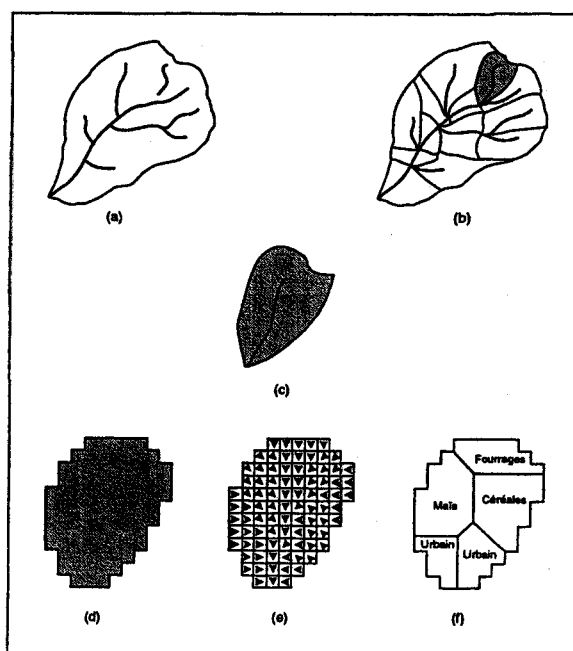 (a)
(b)
(c)
Fourrages
Maïs
Céréales
Urbain
Urbain
(d)
(e)
(f)